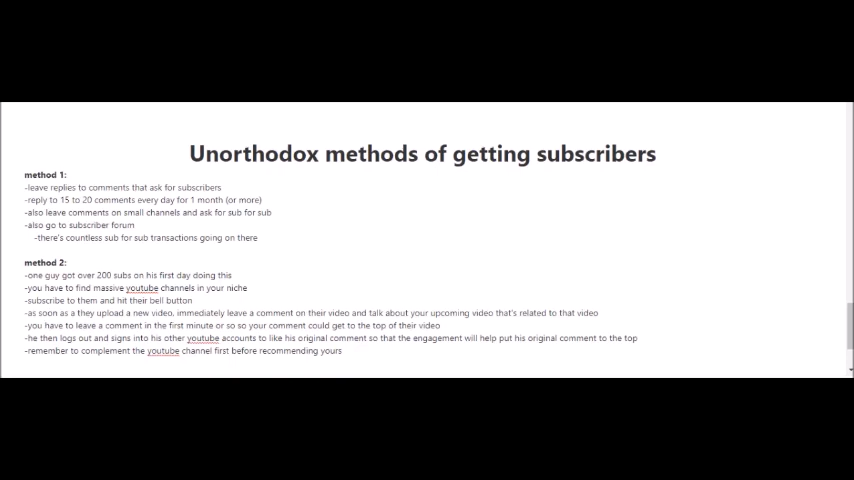 Unorthodox methods of getting subscribers
method 1:
-leave replies to comments that ask for subscribers
-reply to 15 to 20 comments every day for 1 month (or more)
-also leave comments on small channels and ask for sub for sub
-also go to subscriber forum
-there's countless sub for sub transactions going on there
method 2:
-one guy got over 200 subs on his first day doing this
-you have to find massive youtube channels in your niche
-subscribe to them and hit their bell button
-as soon as a they upload a new video. immediately leave a comment on their video and talk about your upcoming video that's related to that video
-you have to leave a comment in the first minute or so so your comment could get to the top of their video
-he then logs out and signs into his other youtube accounts to like his original comment so that the engagement will help put his original comment to the top
-remember to complement the youtube channel first before recommending yours